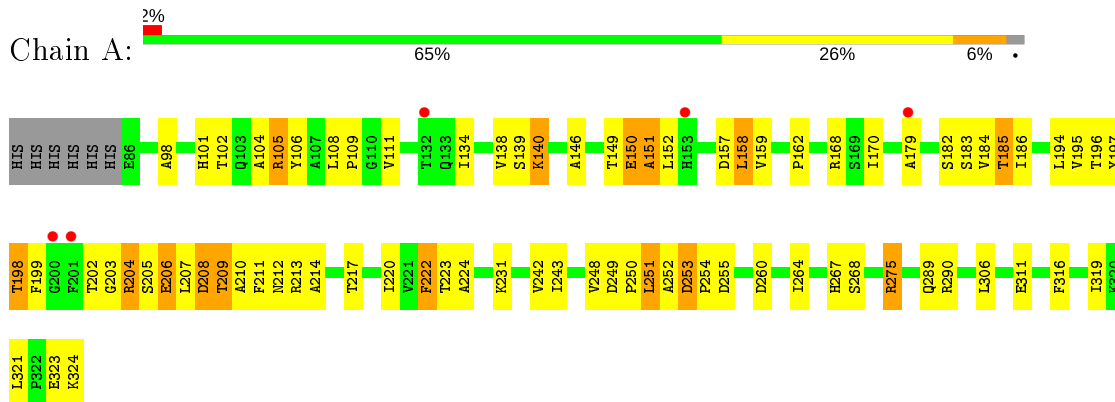 2%
Chain A:
65% 26% 6% •
HIS HIS HIS HIS HIS HIS E86 A98 H101 T102 Q103 A104 R105 Y106 A107 L108 P109 G110 V111 T132 Q133 I134 V138 S139 K140 A146 T149 E150 A151 L152 H153 D157 L158 V159 P162 R168 S169 I170 A179 S182 S183 V184 T185 I186 L194 V195 T196 Y197
T198 F199 G200 F201 T202 G203 R204 S205 E206 L207 D208 T209 A210 F211 N212 R213 A214 T217 I220 V221 F222 T223 A224 K231 V242 I243 V248 D249 P250 L251 A252 D253 P254 D255 D260 I264 H267 S268 R275 Q289 R290 L306 E311 F316 I319 K320
L321 P322 E323 K324